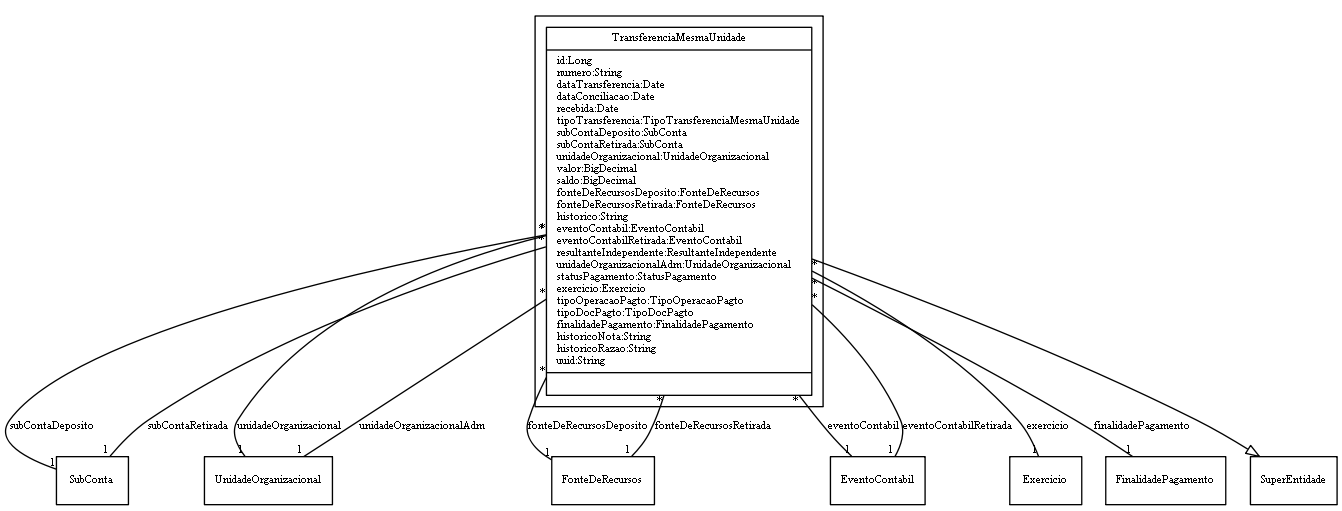 TransferenciaMesmaUnidade
id:Long
numero:String
dataTransferencia:Date
dataConciliacao:Date
recebida:Date
tipoTransferencia:TipoTransferenciaMesmaUnidade
subContaDeposito:SubConta
subContaRetirada:SubConta
unidadeOrganizacional:UnidadeOrganizacional
valor:BigDecimal
saldo:BigDecimal
fonteDeRecursosDeposito:FonteDeRecursos
fonteDeRecursosRetirada:FonteDeRecursos
historico:String
eventoContabil:EventoContabil
eventoContabilRetirada:EventoContabil
resultanteIndependente:ResultanteIndependente
unidadeOrganizacionalAdm:UnidadeOrganizacional
statusPagamento:StatusPagamento
exercicio:Exercicio
tipoOperacaoPagto:TipoOperacaoPagto
tipoDocPagto:TipoDocPagto
finalidadePagamento:FinalidadePagamento
historicoNota:String
historicoRazao:String
uuid:String
* * * * * * * * * *
subContaDeposito subContaRetirada unidadeOrganizacional unidadeOrganizacionalAdm fonteDeRecursosDeposito fonteDeRecursosRetirada eventoContabil eventoContabilRetirada exercicio finalidadePagamento
1 1 1 1 1 1 1 1 1 1
SubConta UnidadeOrganizacional FonteDeRecursos EventoContabil Exercicio FinalidadePagamento SuperEntidade